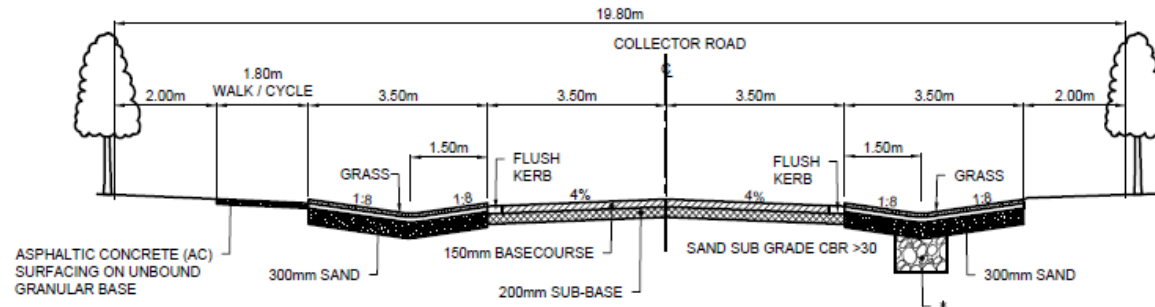 19.80m
COLLECTOR ROAD
℄
1.80m
WALK / CYCLE
2.00m
3.50m
3.50m
3.50m
3.50m
2.00m
1.50m
1.50m
FLUSH
KERB
FLUSH
KERB
GRASS
GRASS
1:8
1:8
4%
4%
1:8
1:8
ASPHALTIC CONCRETE (AC)
SURFACING ON UNBOUND
GRANULAR BASE
300mm SAND
150mm BASECOURSE
200mm SUB-BASE
SAND SUB GRADE CBR >30
300mm SAND
*